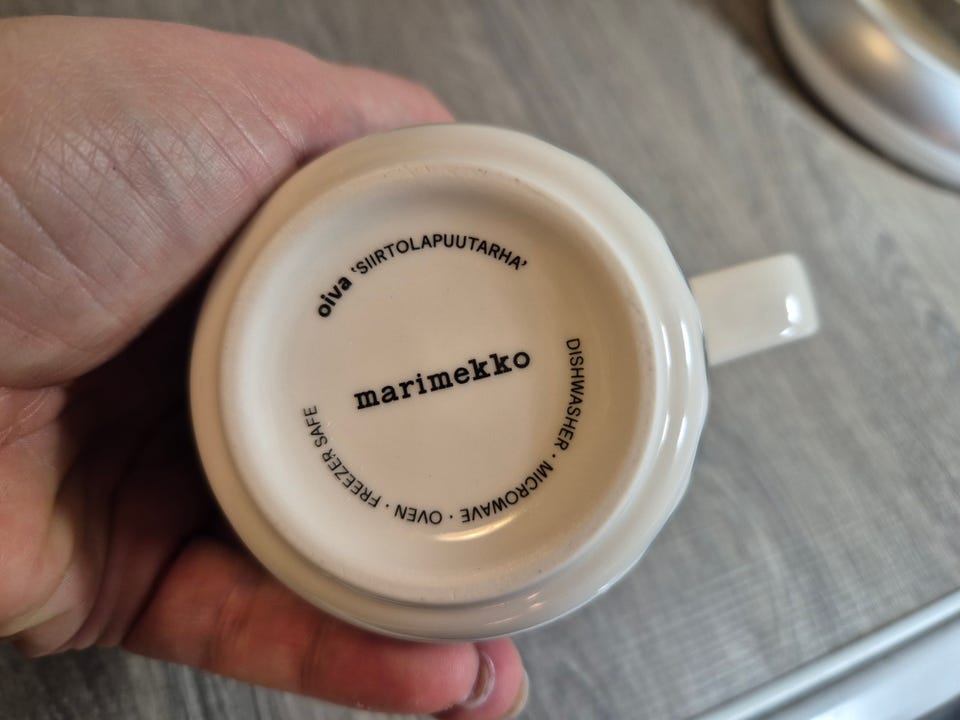 oiva 'SIIRTOLAPUUTARHA'
marimekko
DISHWASHER · MICROWAVE · OVEN · FREEZER SAFE